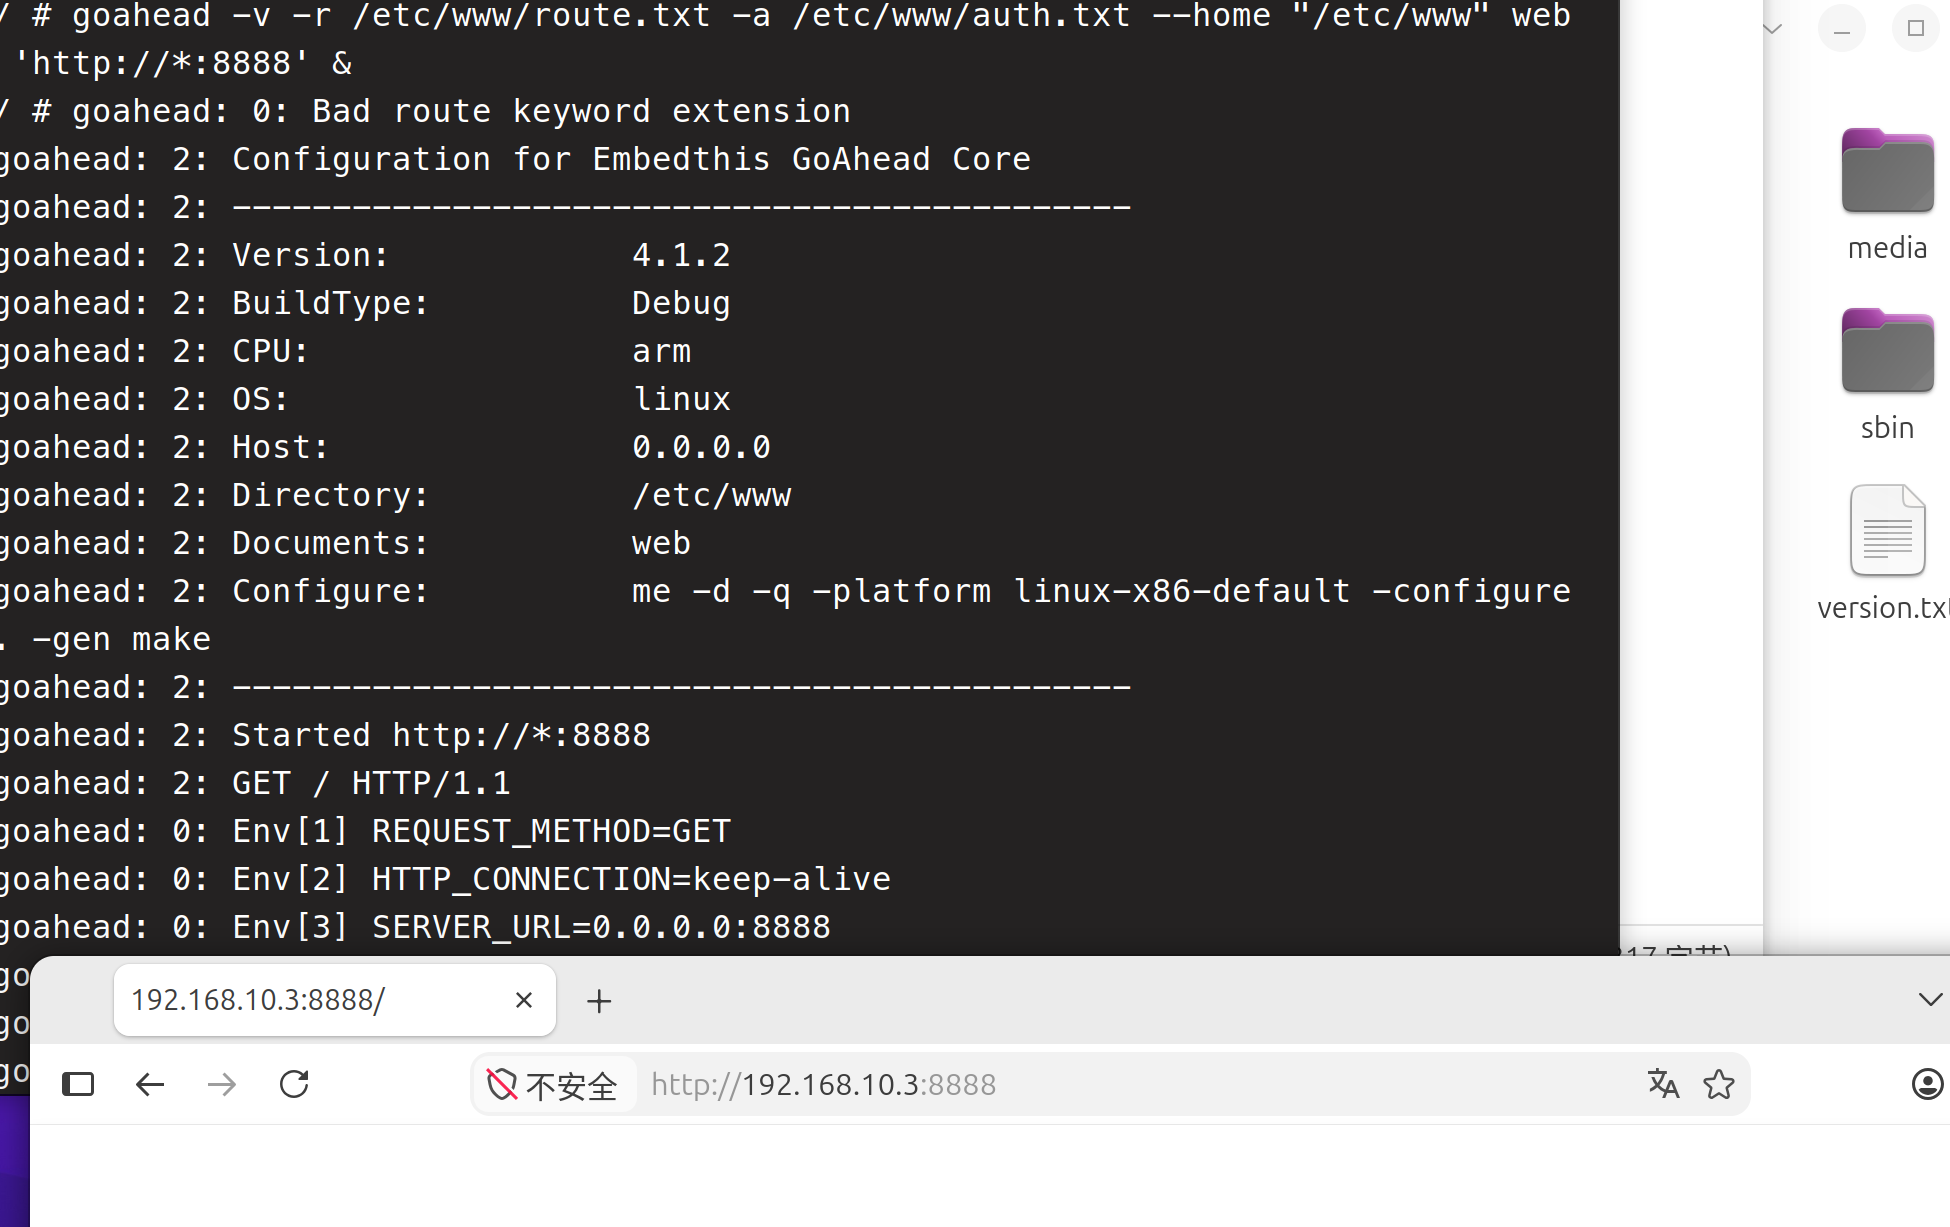 / # goahead -v -r /etc/www/route.txt -a /etc/www/auth.txt --home "/etc/www" web
'http://*:8888' &
/ # goahead: 0: Bad route keyword extension
goahead: 2: Configuration for Embedthis GoAhead Core
goahead: 2: ---------------------------------------------
goahead: 2: Version:            4.1.2
goahead: 2: BuildType:          Debug
goahead: 2: CPU:                arm
goahead: 2: OS:                 linux
goahead: 2: Host:               0.0.0.0
goahead: 2: Directory:          /etc/www
goahead: 2: Documents:          web
goahead: 2: Configure:          me -d -q -platform linux-x86-default -configure
. -gen make
goahead: 2: ---------------------------------------------
goahead: 2: Started http://*:8888
goahead: 2: GET / HTTP/1.1
goahead: 0: Env[1] REQUEST_METHOD=GET
goahead: 0: Env[2] HTTP_CONNECTION=keep-alive
goahead: 0: Env[3] SERVER_URL=0.0.0.0:8888
go
go
go
media
sbin
version.txt
17 字节)
192.168.10.3:8888/
不安全 http://192.168.10.3:8888